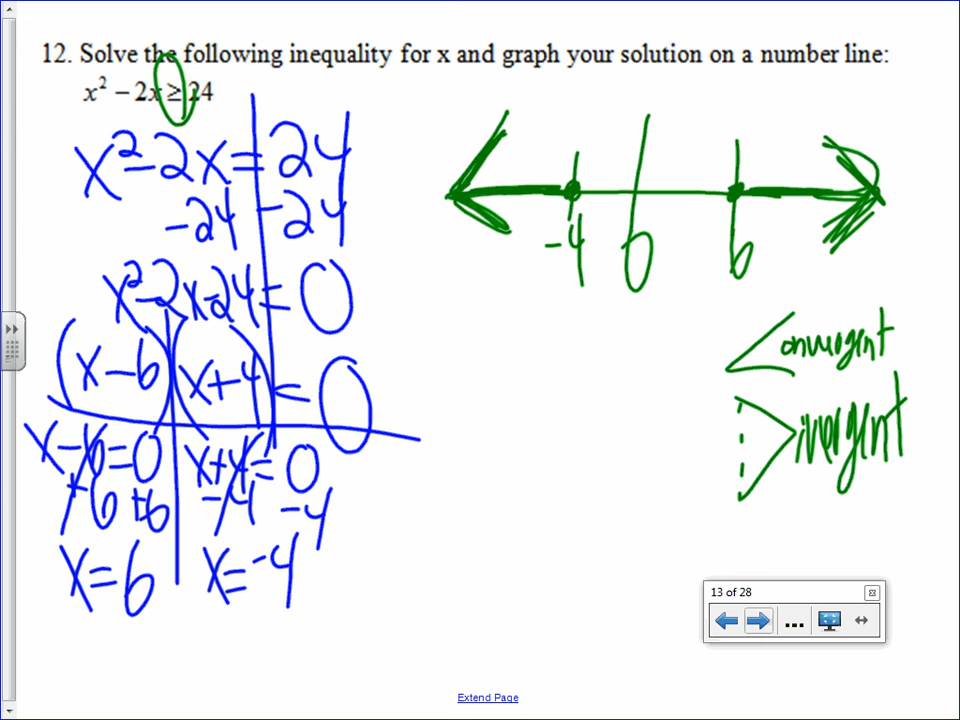 12. Solve the following inequality for x and graph your solution on a number line:
x² − 2x ≥ 24
x²-2x=24
-24 -24
x²-2x-24=0
(x-6)(x+4)=0
x-6=0 x+4=0
+6 +6 -4 -4
x=6 x=-4
-4 0 6
Convergent
Divergent
13 of 28
...
Extend Page